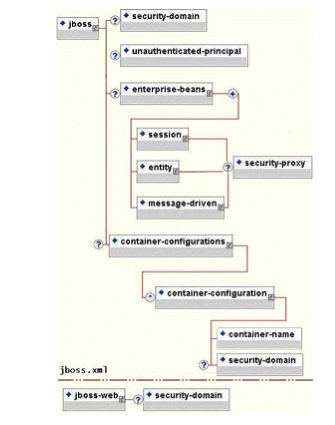 security-domain
jboss
unauthenticated-principal
enterprise-beans
session
entity
security-proxy
message-driven
container-configurations
container-configuration
container-name
security-domain
jboss.xml
jboss-web
security-domain